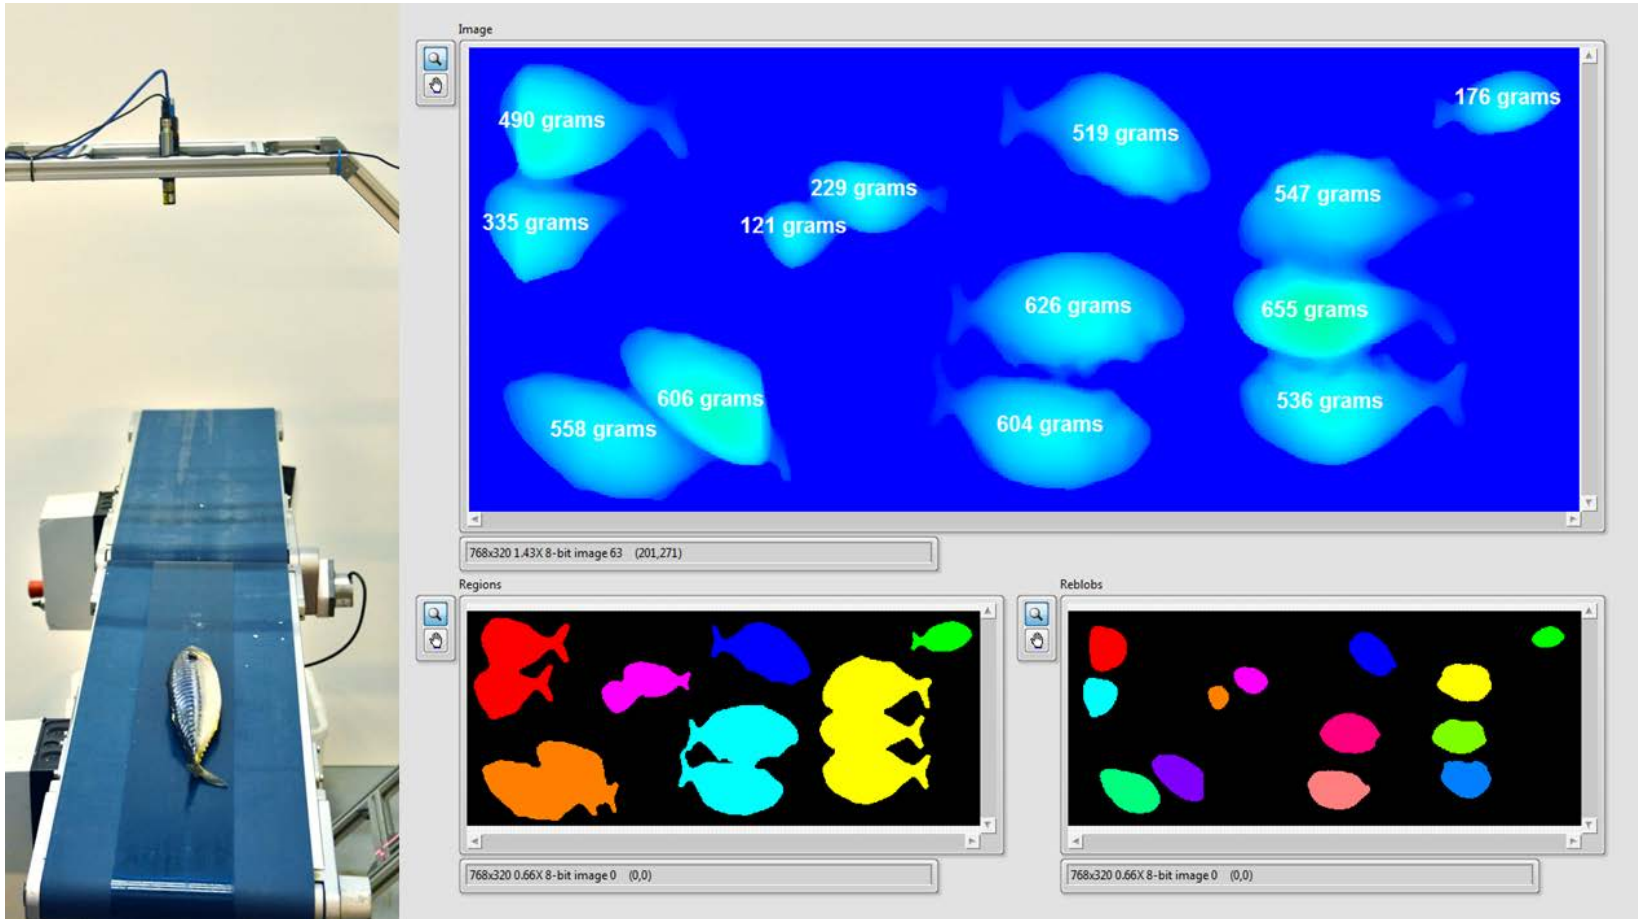 Image
490 grams
519 grams
176 grams
335 grams
229 grams
121 grams
547 grams
626 grams
655 grams
606 grams
558 grams
604 grams
536 grams
768x320 1.43X 8-bit image 63 (201,271)
Regions
Reblobs
768x320 0.66X 8-bit image 0 (0,0)
768x320 0.66X 8-bit image 0 (0,0)